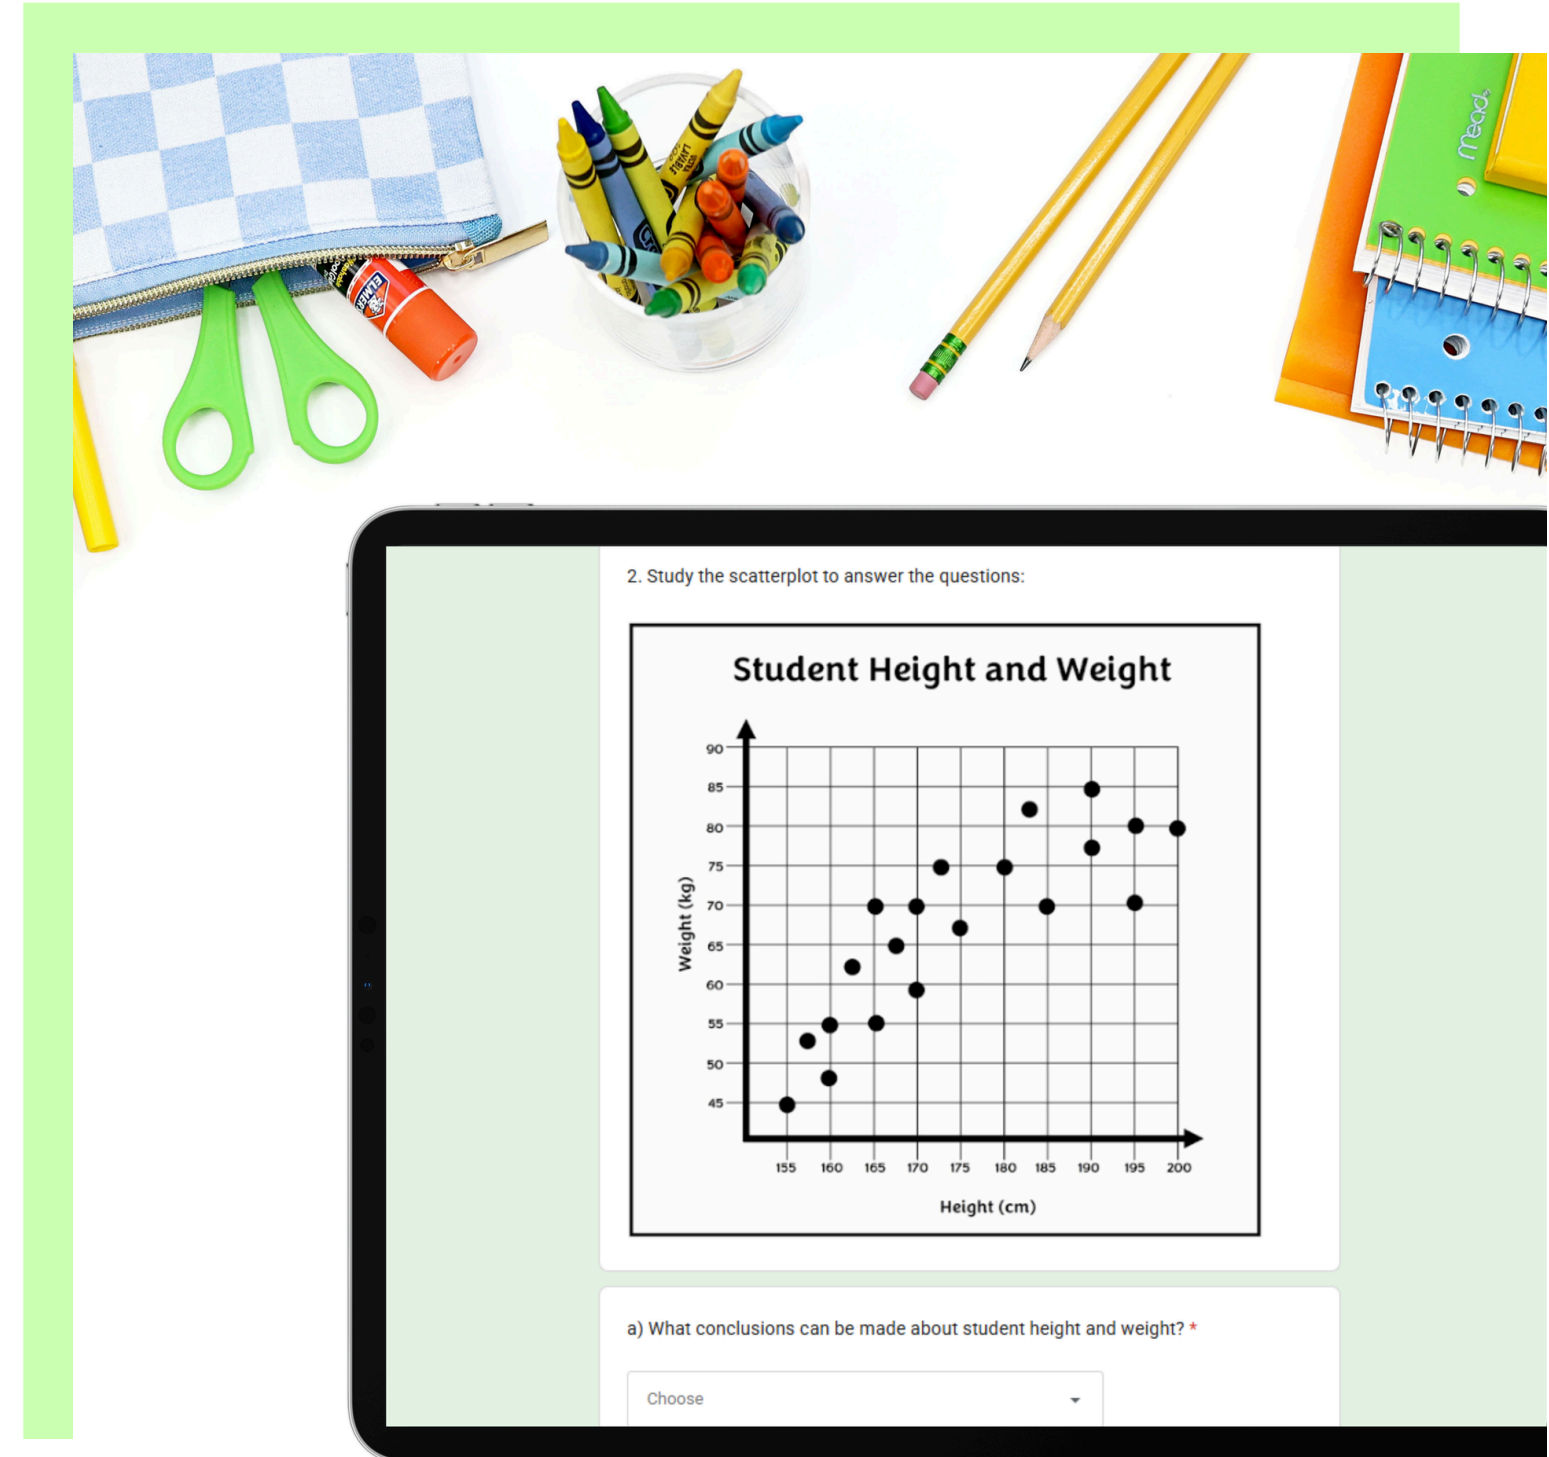 Mead
ELMER
2. Study the scatterplot to answer the questions:
Student Height and Weight
90
85
80
75
70
65
60
55
50
45
Weight (kg)
155 160 165 170 175 180 185 190 195 200
Height (cm)
a) What conclusions can be made about student height and weight? *
Choose